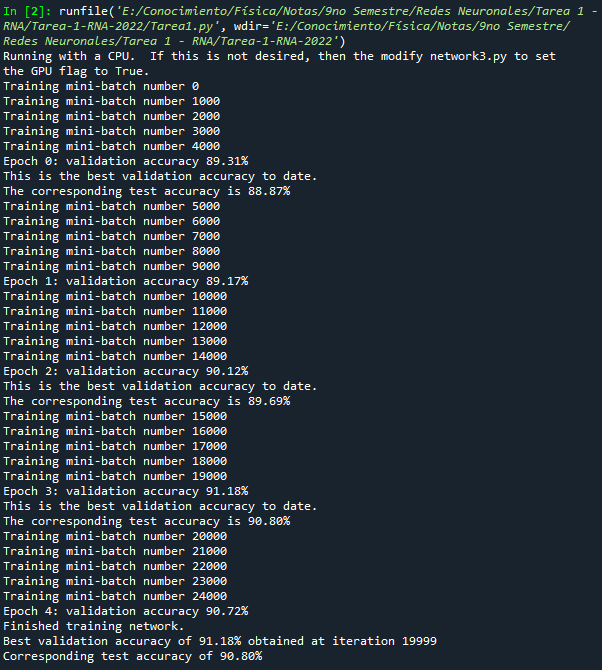 In [2]: runfile('E:/Conocimiento/Física/Notas/9no Semestre/Redes Neuronales/Tarea 1 -
RNA/Tarea-1-RNA-2022/Tarea1.py', wdir='E:/Conocimiento/Física/Notas/9no Semestre/
Redes Neuronales/Tarea 1 - RNA/Tarea-1-RNA-2022')
Running with a CPU.  If this is not desired, then the modify network3.py to set
the GPU flag to True.
Training mini-batch number 0
Training mini-batch number 1000
Training mini-batch number 2000
Training mini-batch number 3000
Training mini-batch number 4000
Epoch 0: validation accuracy 89.31%
This is the best validation accuracy to date.
The corresponding test accuracy is 88.87%
Training mini-batch number 5000
Training mini-batch number 6000
Training mini-batch number 7000
Training mini-batch number 8000
Training mini-batch number 9000
Epoch 1: validation accuracy 89.17%
Training mini-batch number 10000
Training mini-batch number 11000
Training mini-batch number 12000
Training mini-batch number 13000
Training mini-batch number 14000
Epoch 2: validation accuracy 90.12%
This is the best validation accuracy to date.
The corresponding test accuracy is 89.69%
Training mini-batch number 15000
Training mini-batch number 16000
Training mini-batch number 17000
Training mini-batch number 18000
Training mini-batch number 19000
Epoch 3: validation accuracy 91.18%
This is the best validation accuracy to date.
The corresponding test accuracy is 90.80%
Training mini-batch number 20000
Training mini-batch number 21000
Training mini-batch number 22000
Training mini-batch number 23000
Training mini-batch number 24000
Epoch 4: validation accuracy 90.72%
Finished training network.
Best validation accuracy of 91.18% obtained at iteration 19999
Corresponding test accuracy of 90.80%